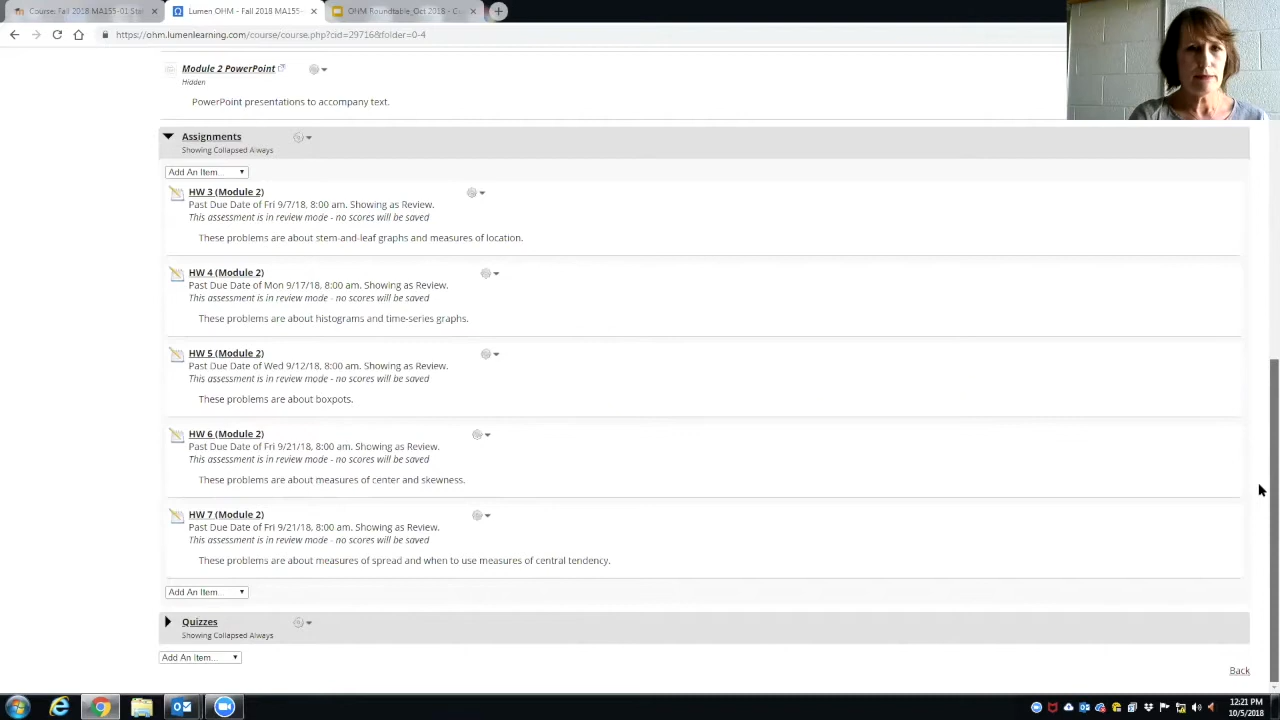 Course: Fall 2018 MA155-01 Sta
Lumen OHM - Fall 2018 MA155-
OHM Roundtable_Oct 2018 - G
https://ohm.lumenlearning.com/course/course.php?cid=29716&folder=0-4
Module 2 PowerPoint
Hidden
PowerPoint presentations to accompany text.
Assignments
Showing Collapsed Always
Add An Item...
HW 3 (Module 2)
Past Due Date of Fri 9/7/18, 8:00 am. Showing as Review.
This assessment is in review mode - no scores will be saved
These problems are about stem-and-leaf graphs and measures of location.
HW 4 (Module 2)
Past Due Date of Mon 9/17/18, 8:00 am. Showing as Review.
This assessment is in review mode - no scores will be saved
These problems are about histograms and time-series graphs.
HW 5 (Module 2)
Past Due Date of Wed 9/12/18, 8:00 am. Showing as Review.
This assessment is in review mode - no scores will be saved
These problems are about boxpots.
HW 6 (Module 2)
Past Due Date of Fri 9/21/18, 8:00 am. Showing as Review.
This assessment is in review mode - no scores will be saved
These problems are about measures of center and skewness.
HW 7 (Module 2)
Past Due Date of Fri 9/21/18, 8:00 am. Showing as Review.
This assessment is in review mode - no scores will be saved
These problems are about measures of spread and when to use measures of central tendency.
Add An Item...
Quizzes
Showing Collapsed Always
Add An Item...
Back
12:21 PM
10/5/2018